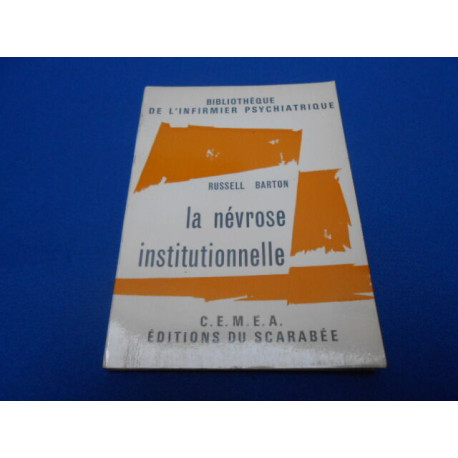 BIBLIOTHÈQUE
DE L'INFIRMIER PSYCHIATRIQUE
RUSSELL BARTON
la névrose
institutionnelle
C.E.M.E.A.
ÉDITIONS DU SCARABÉE